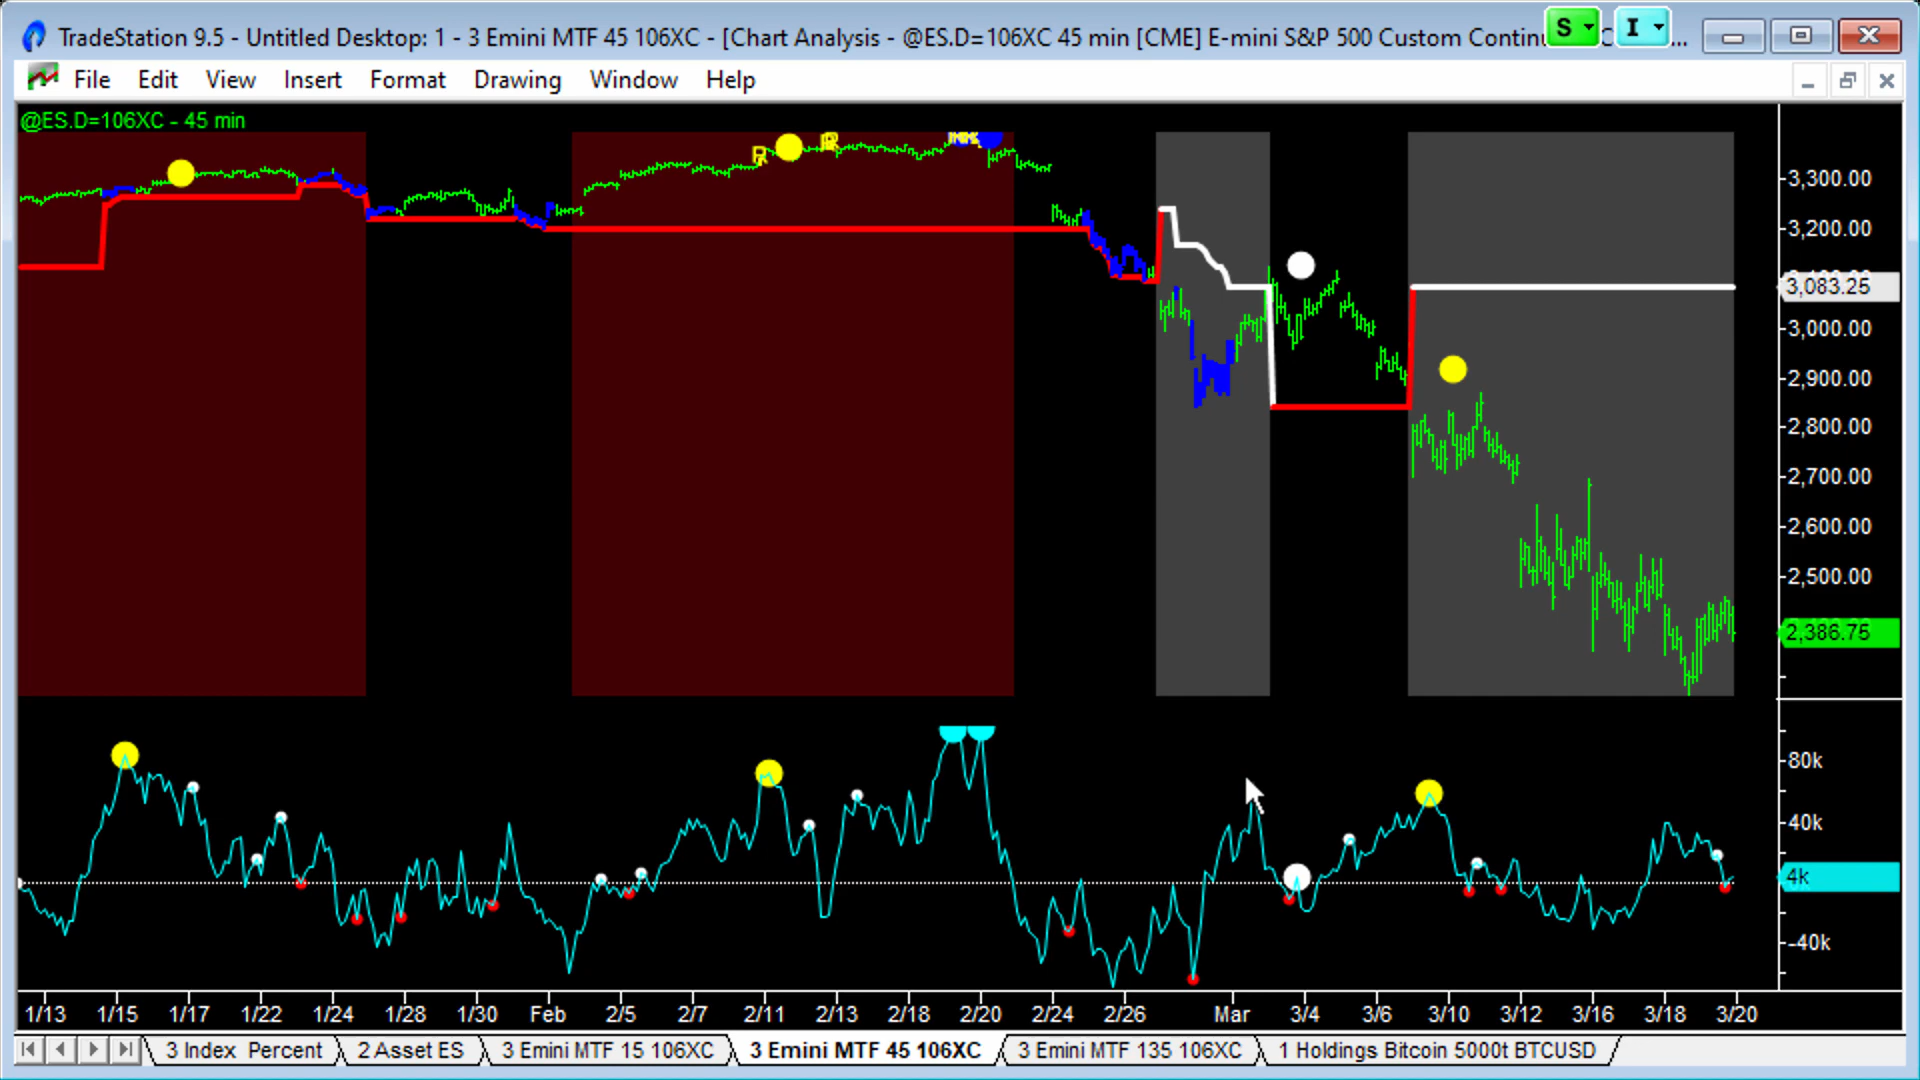 TradeStation 9.5 - Untitled Desktop: 1 - 3 Emini MTF 45 106XC - [Chart Analysis - @ES.D=106XC 45 min [CME] E-mini S&P 500 Custom Contin
S I ...
File Edit View Insert Format Drawing Window Help
@ES.D=106XC - 45 min
R
3,300.00
3,200.00
3,083.25
3,000.00
2,900.00
2,800.00
2,700.00
2,600.00
2,500.00
2,386.75
80k
40k
4k
-40k
1/13 1/15 1/17 1/22 1/24 1/28 1/30 Feb 2/5 2/7 2/11 2/13 2/18 2/20 2/24 2/26 Mar 3/4 3/6 3/10 3/12 3/16 3/18 3/20
3 Index Percent 2 Asset ES 3 Emini MTF 15 106XC 3 Emini MTF 45 106XC 3 Emini MTF 135 106XC 1 Holdings Bitcoin 5000t BTCUSD